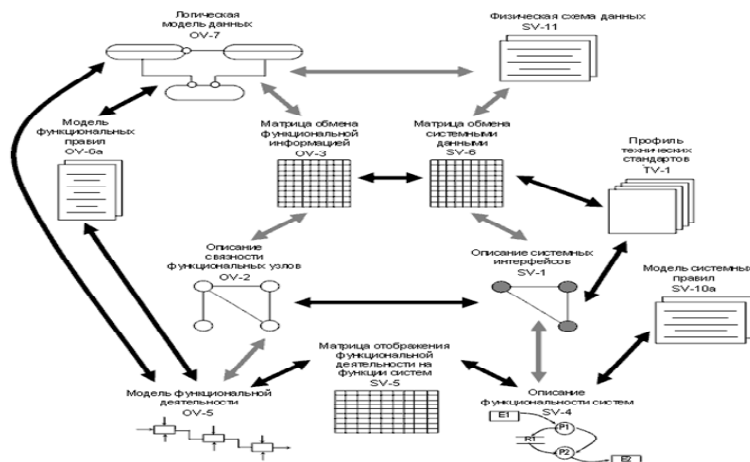 Логическая
модель данных
OV-7
Физическая схема данных
SV-11
Модель
функциональных
правил
OV-6a
Матрица обмена
функциональной
информацией
OV-3
Матрица обмена
системными
данными
SV-6
Профиль
технических
стандартов
TV-1
Описание
связности
функциональных узлов
OV-2
Описание системных
интерфейсов
SV-1
Модель системных
правил
SV-10a
Матрица отображения
функциональной
деятельности на
функции систем
SV-5
Модель функциональной
деятельности
OV-5
Описание
функциональности систем
SV-4
E1
P1
R1
P2
E2